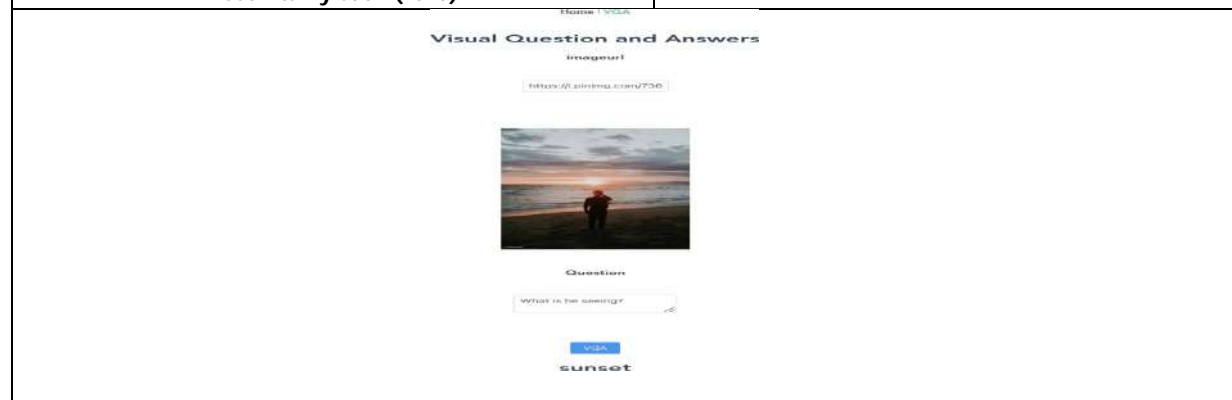 Home | VQA
Visual Question and Answers
imageurl
https://i.pinimg.com/736
Question
What is he seeing?
VQA
sunset